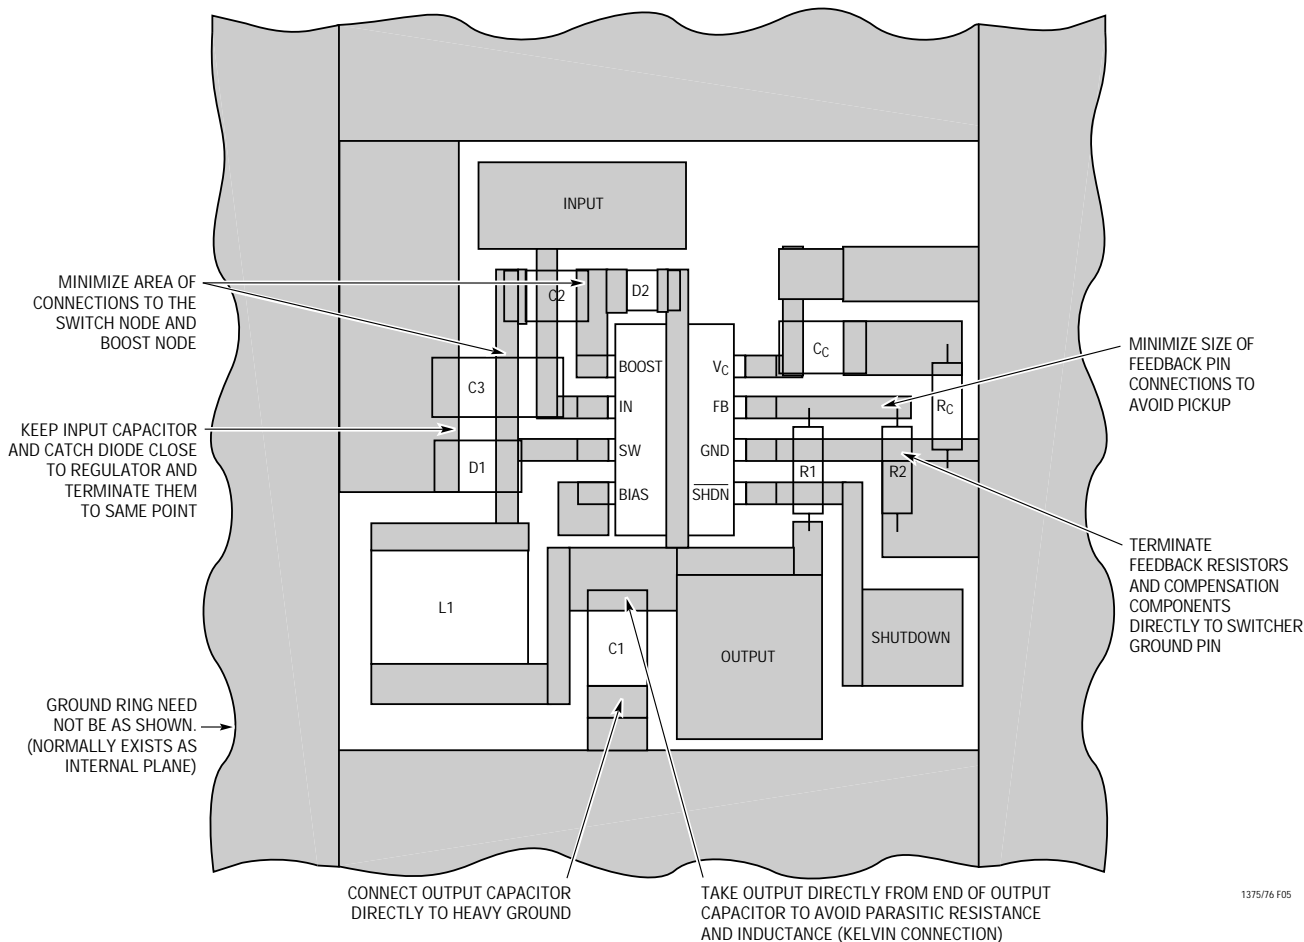 INPUT
MINIMIZE AREA OF
CONNECTIONS TO THE
SWITCH NODE AND
BOOST NODE
C2
D2
BOOST
VC
CC
MINIMIZE SIZE OF
FEEDBACK PIN
CONNECTIONS TO
AVOID PICKUP
C3
IN
FB
RC
KEEP INPUT CAPACITOR
AND CATCH DIODE CLOSE
TO REGULATOR AND
TERMINATE THEM
TO SAME POINT
D1
SW
GND
R1
R2
BIAS
SHDN
TERMINATE
FEEDBACK RESISTORS
AND COMPENSATION
COMPONENTS
DIRECTLY TO SWITCHER
GROUND PIN
L1
C1
OUTPUT
SHUTDOWN
GROUND RING NEED
NOT BE AS SHOWN.
(NORMALLY EXISTS AS
INTERNAL PLANE)
CONNECT OUTPUT CAPACITOR
DIRECTLY TO HEAVY GROUND
TAKE OUTPUT DIRECTLY FROM END OF OUTPUT
CAPACITOR TO AVOID PARASITIC RESISTANCE
AND INDUCTANCE (KELVIN CONNECTION)
1375/76 F05